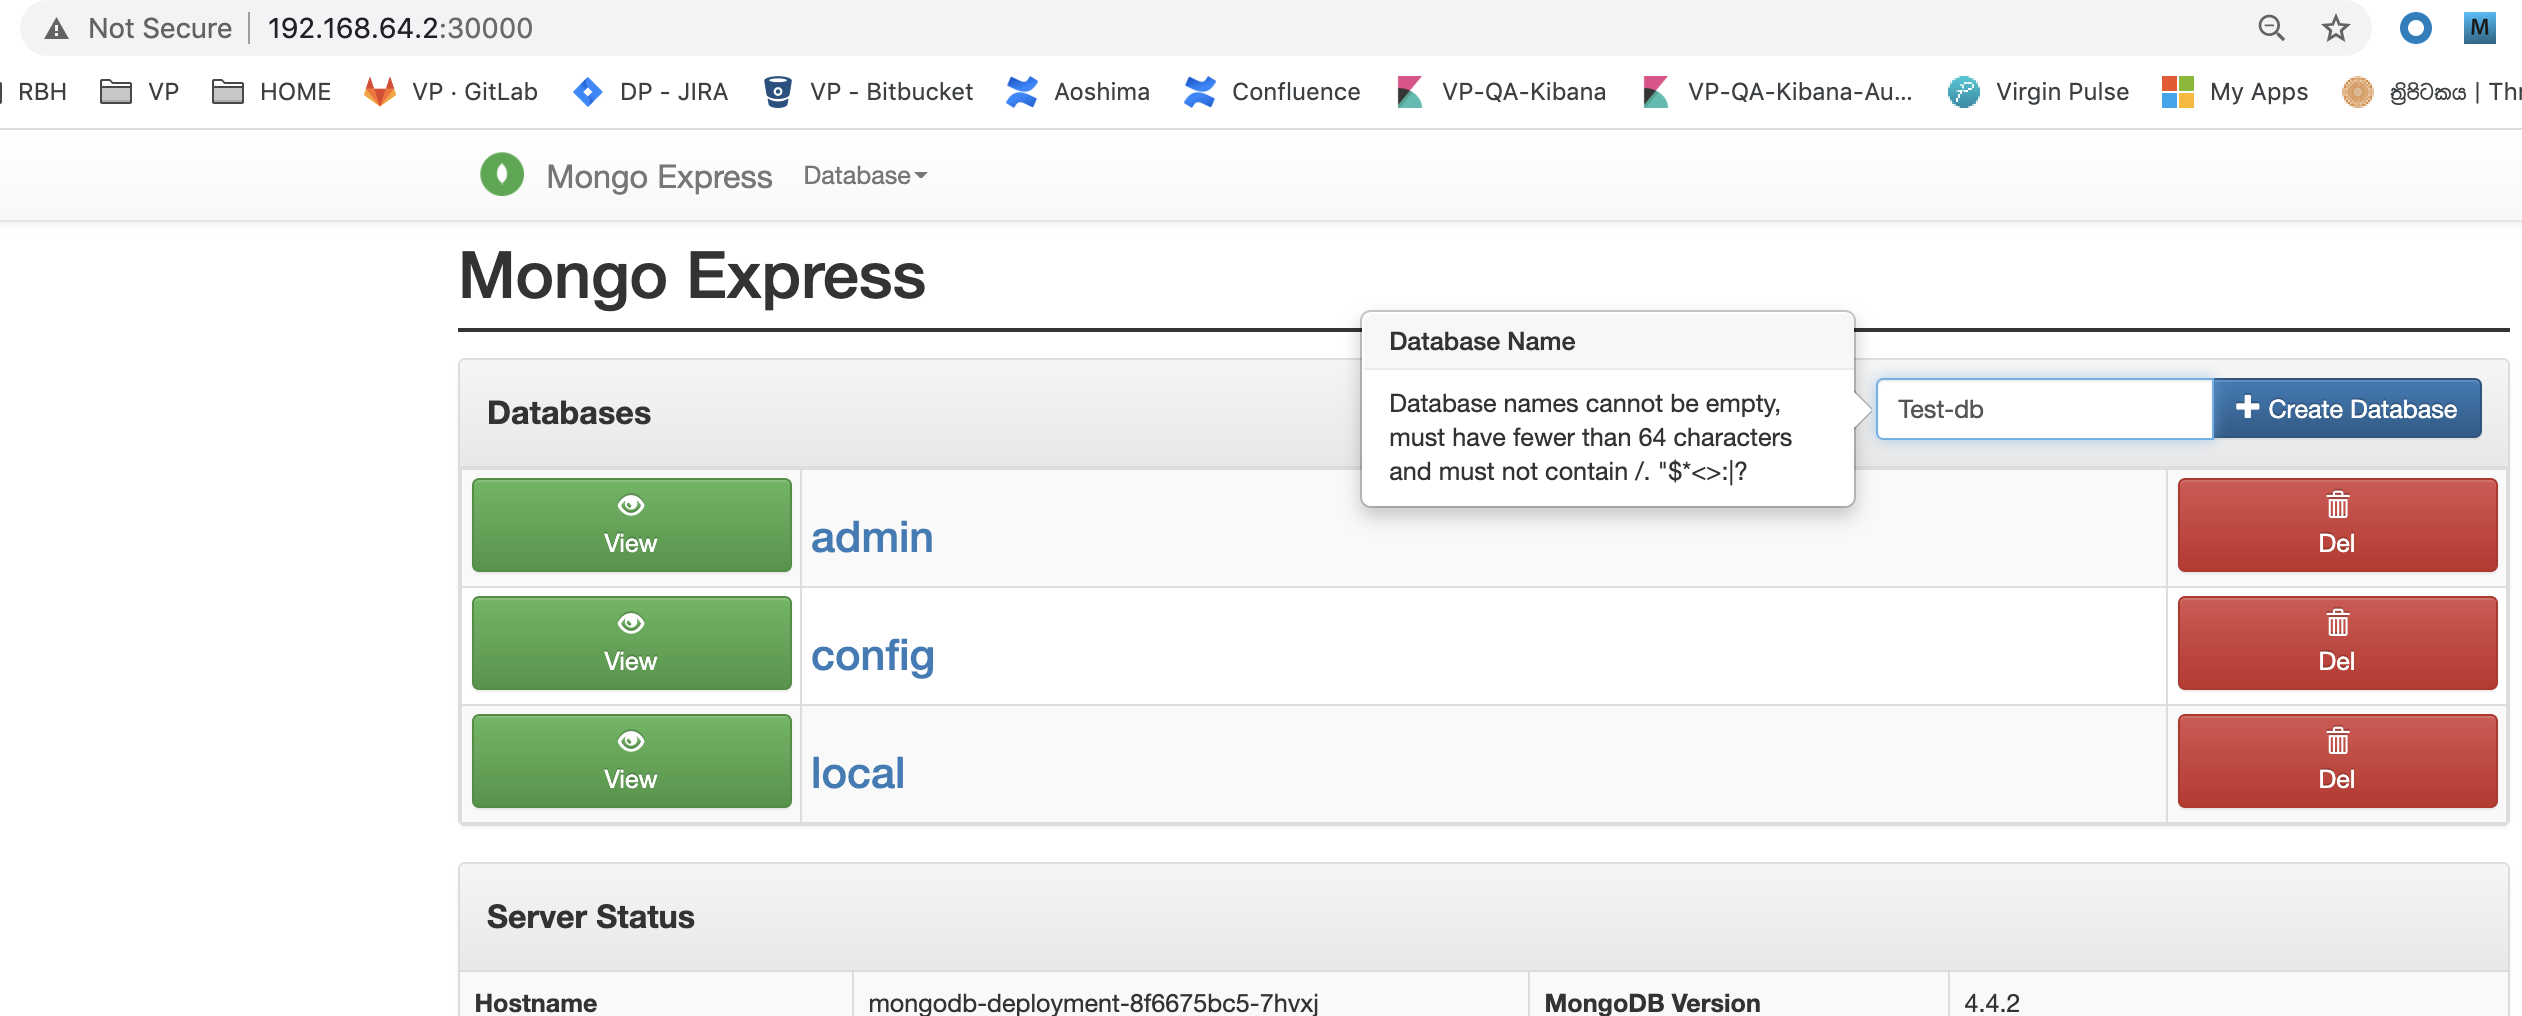 Not Secure | 192.168.64.2:30000
RBH VP HOME VP · GitLab DP - JIRA VP - Bitbucket Aoshima Confluence VP-QA-Kibana VP-QA-Kibana-Au... Virgin Pulse My Apps ත්‍රිපිටකය | Thr
Mongo Express Database
Mongo Express
Database Name
Database names cannot be empty,
must have fewer than 64 characters
and must not contain /. "$*<>:|?
Databases
Test-db
Create Database
View admin Del
View config Del
View local Del
Server Status
Hostname mongodb-deployment-8f6675bc5-7hvxj MongoDB Version 4.4.2